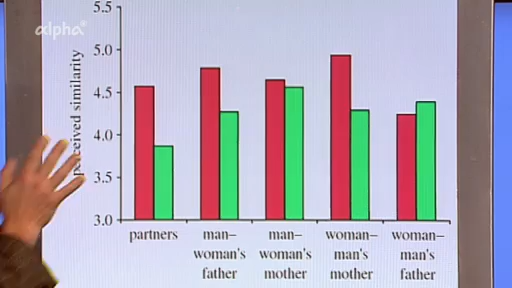 αlpha®
perceived similarity
5.5
5.0
4.5
4.0
3.5
3.0
partners
man–
woman's
father
man–
woman's
mother
woman–
man's
mother
woman–
man's
father